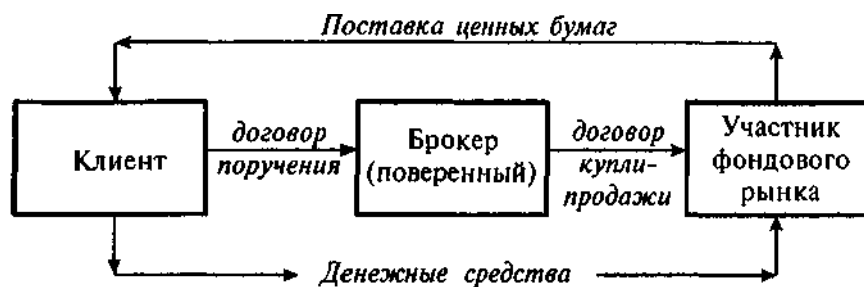 Поставка ценных бумаг
Клиент
договор
поручения
Брокер
(поверенный)
договор
купли-
продажи
Участник
фондового
рынка
Денежные средства